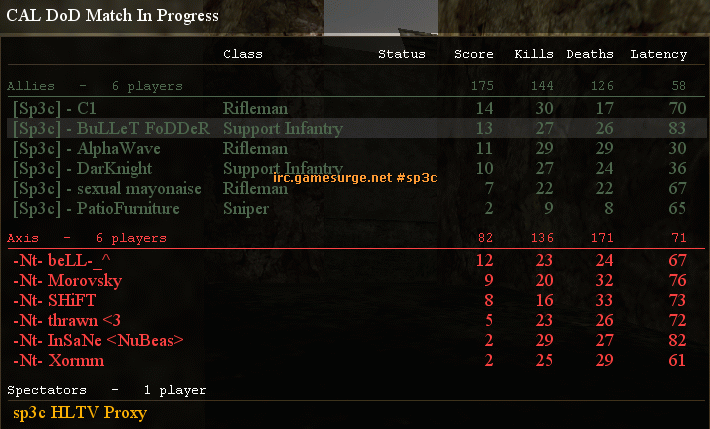 CAL DoD Match In Progress
Class Status Score Kills Deaths Latency
Allies - 6 players 175 144 126 58
[Sp3c] - C1 Rifleman 14 30 17 70
[Sp3c] - BuLLeT FoDDeR Support Infantry 13 27 26 83
[Sp3c] - AlphaWave Rifleman 11 29 29 30
[Sp3c] - DarKnight Support Infantry 10 27 24 36
irc.gamesurge.net #sp3c
[Sp3c] - sexual mayonaise Rifleman 7 22 22 67
[Sp3c] - PatioFurniture Sniper 2 9 8 65
Axis - 6 players 82 136 171 71
-Nt- beLL-_^ 12 23 24 67
-Nt- Morovsky 9 20 32 76
-Nt- SHiFT 8 16 33 73
-Nt- thrawn <3 5 23 26 72
-Nt- InSaNe <NuBeas> 2 29 27 82
-Nt- Xormm 2 25 29 61
Spectators - 1 player
sp3c HLTV Proxy